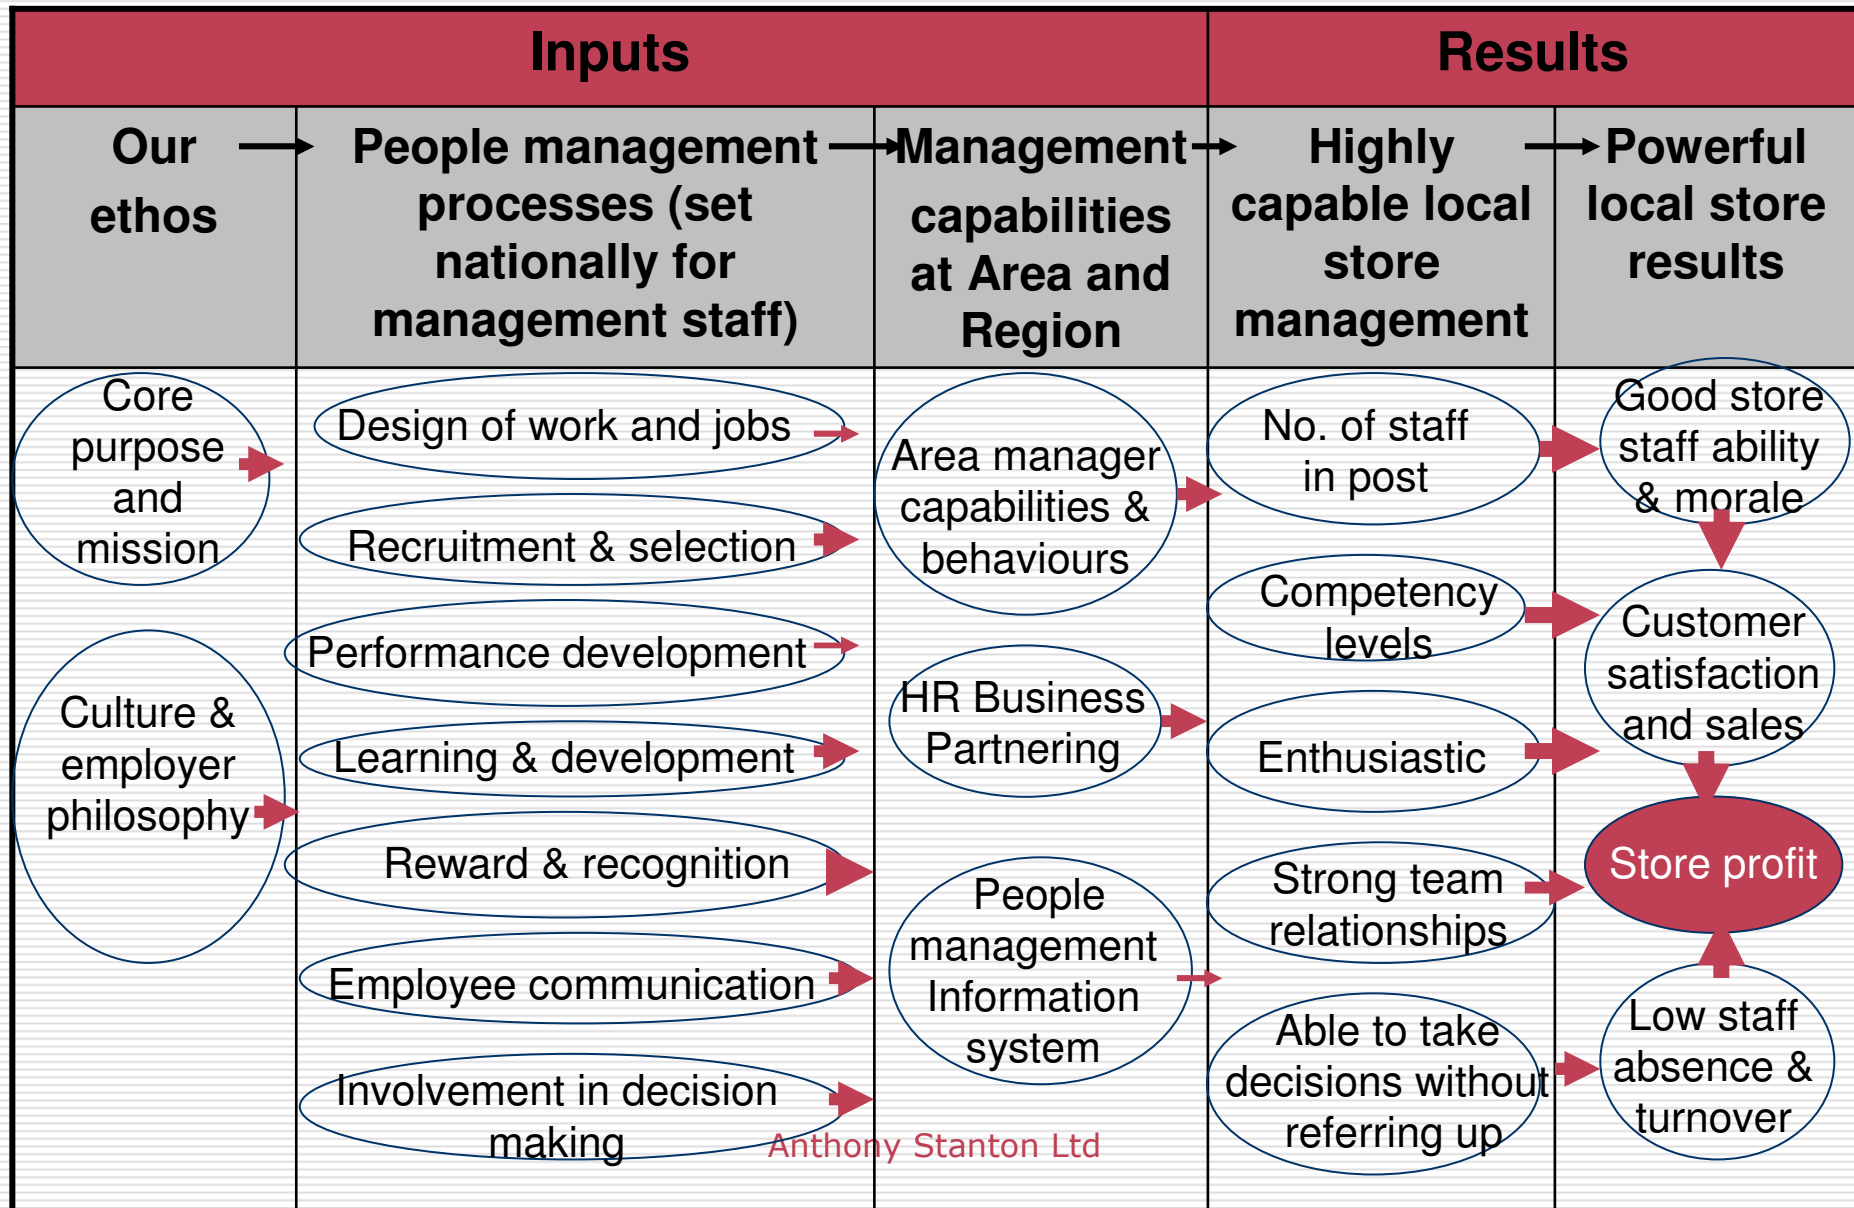 Inputs
Results
Our
ethos
People management
processes (set
nationally for
management staff)
Management
capabilities
at Area and
Region
Highly
capable local
store
management
Powerful
local store
results
Core
purpose
and
mission
Culture &
employer
philosophy
Design of work and jobs
Recruitment & selection
Performance development
Learning & development
Reward & recognition
Employee communication
Involvement in decision
making
Area manager
capabilities &
behaviours
HR Business
Partnering
People
management
Information
system
No. of staff
in post
Competency
levels
Enthusiastic
Strong team
relationships
Able to take
decisions without
referring up
Good store
staff ability
& morale
Customer
satisfaction
and sales
Store profit
Low staff
absence &
turnover
Anthony Stanton Ltd